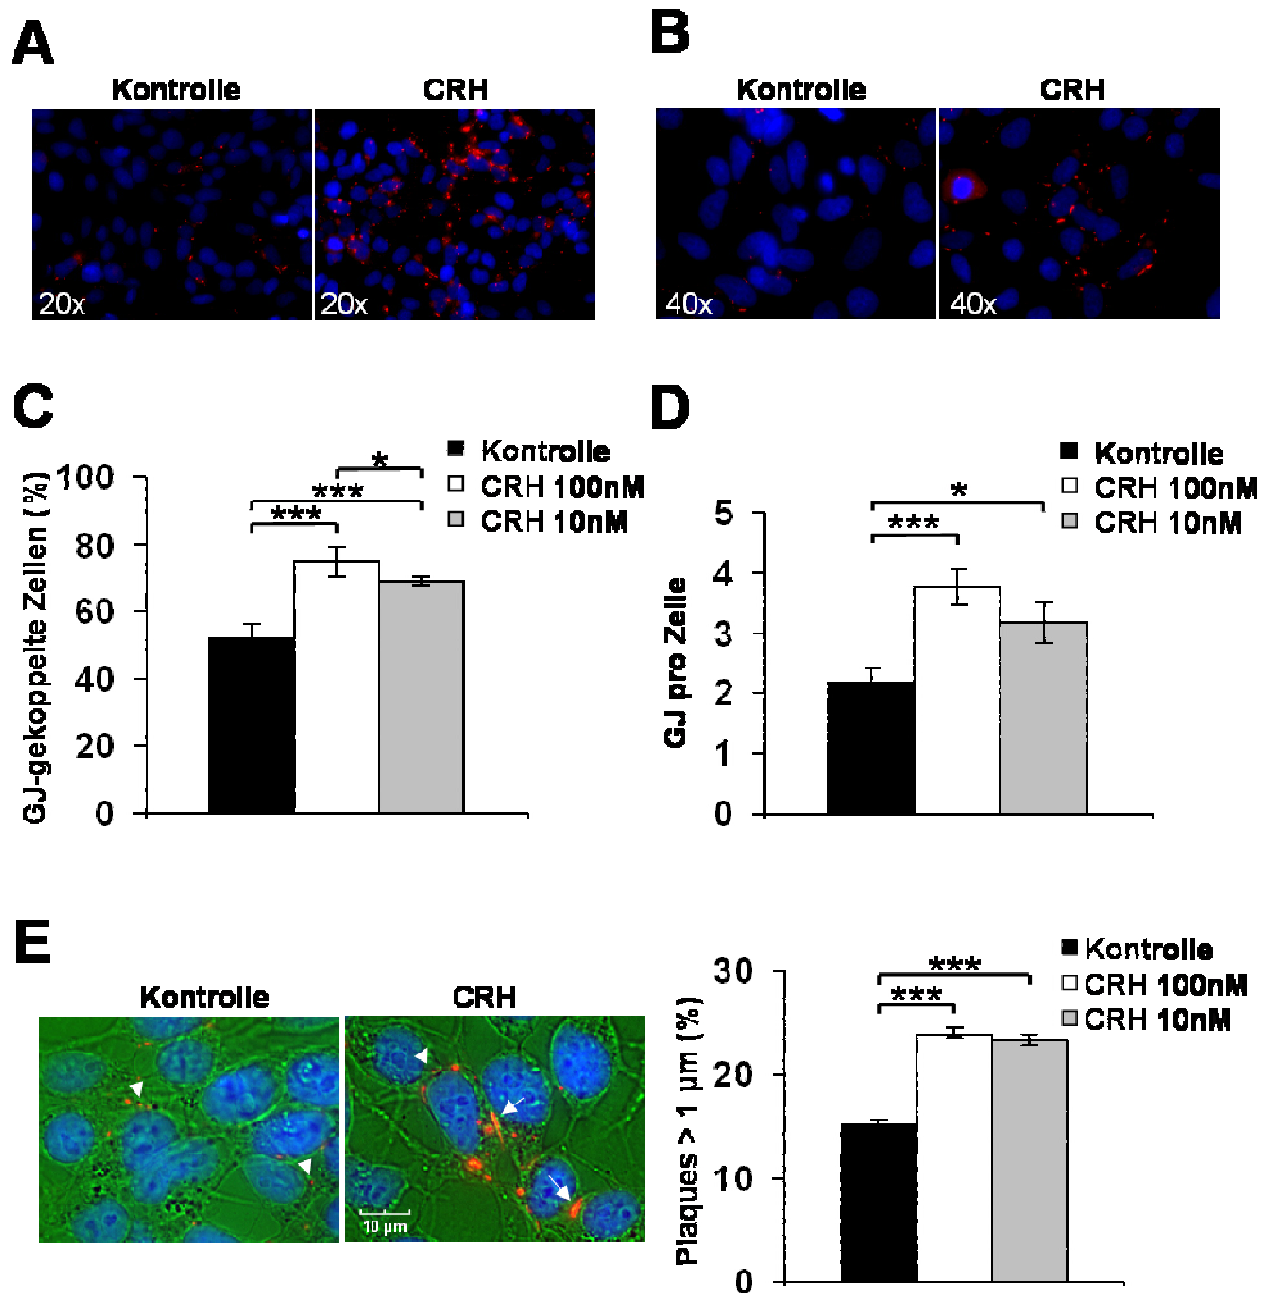 A
Kontrolle CRH
20x 20x
B
Kontrolle CRH
40x 40x
C
GJ-gekoppelte Zellen (%)
100
80
60
40
20
0
*
***
***
Kontrolle
CRH 100nM
CRH 10nM
D
GJ pro Zelle
5
4
3
2
1
0
*
***
Kontrolle
CRH 100nM
CRH 10nM
E
Kontrolle CRH
10 µm
Plaques > 1 µm (%)
30
20
10
0
***
***
Kontrolle
CRH 100nM
CRH 10nM